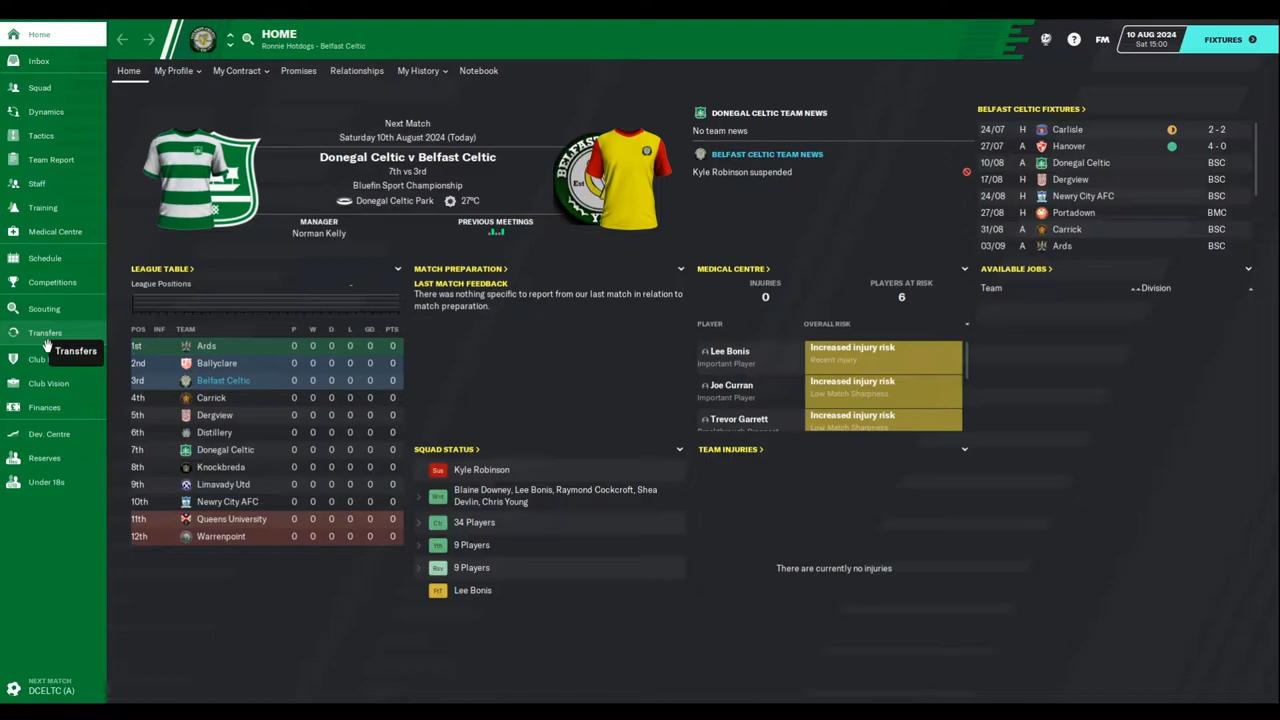 Home
Inbox
Squad
Dynamics
Tactics
Team Report
Staff
Training
Medical Centre
Schedule
Competitions
Scouting
Transfers
Transfers
Club
Club Vision
Finances
Dev. Centre
Reserves
Under 18s
NEXT MATCH
DCELTC (A)
HOME
Ronnie Hotdogs - Belfast Celtic
? FM
10 AUG 2024
Sat 15:00
FIXTURES
Home My Profile My Contract Promises Relationships My History Notebook
Next Match
Saturday 10th August 2024 (Today)
Donegal Celtic v Belfast Celtic
7th vs 3rd
Bluefin Sport Championship
Donegal Celtic Park 27°C
MANAGER
Norman Kelly
PREVIOUS MEETINGS
DONEGAL CELTIC TEAM NEWS
No team news
BELFAST CELTIC TEAM NEWS
Kyle Robinson suspended
BELFAST CELTIC FIXTURES >
24/07 H Carlisle 2 - 2
27/07 A Hanover 4 - 0
10/08 A Donegal Celtic BSC
17/08 H Dergview BSC
24/08 H Newry City AFC BSC
27/08 H Portadown BMC
31/08 A Carrick BSC
03/09 A Ards BSC
LEAGUE TABLE >
League Positions -
POS INF TEAM P W D L GD PTS
1st Ards 0 0 0 0 0 0
2nd Ballyclare 0 0 0 0 0 0
3rd Belfast Celtic 0 0 0 0 0 0
4th Carrick 0 0 0 0 0 0
5th Dergview 0 0 0 0 0 0
6th Distillery 0 0 0 0 0 0
7th Donegal Celtic 0 0 0 0 0 0
8th Knockbreda 0 0 0 0 0 0
9th Limavady Utd 0 0 0 0 0 0
10th Newry City AFC 0 0 0 0 0 0
11th Queens University 0 0 0 0 0 0
12th Warrenpoint 0 0 0 0 0 0
MATCH PREPARATION >
LAST MATCH FEEDBACK
There was nothing specific to report from our last match in relation to
match preparation.
SQUAD STATUS >
Sus Kyle Robinson
Wnt Blaine Downey, Lee Bonis, Raymond Cockcroft, Shea
Devlin, Chris Young
Ctr 34 Players
Yth 9 Players
Rsv 9 Players
FtT Lee Bonis
MEDICAL CENTRE >
INJURIES
0
PLAYERS AT RISK
6
PLAYER OVERALL RISK
Lee Bonis
Important Player
Increased injury risk
Recent injury
Joe Curran
Important Player
Increased injury risk
Low Match Sharpness
Trevor Garrett
Breakthrough Prospect
Increased injury risk
Low Match Sharpness
TEAM INJURIES >
There are currently no injuries
AVAILABLE JOBS >
Team Division